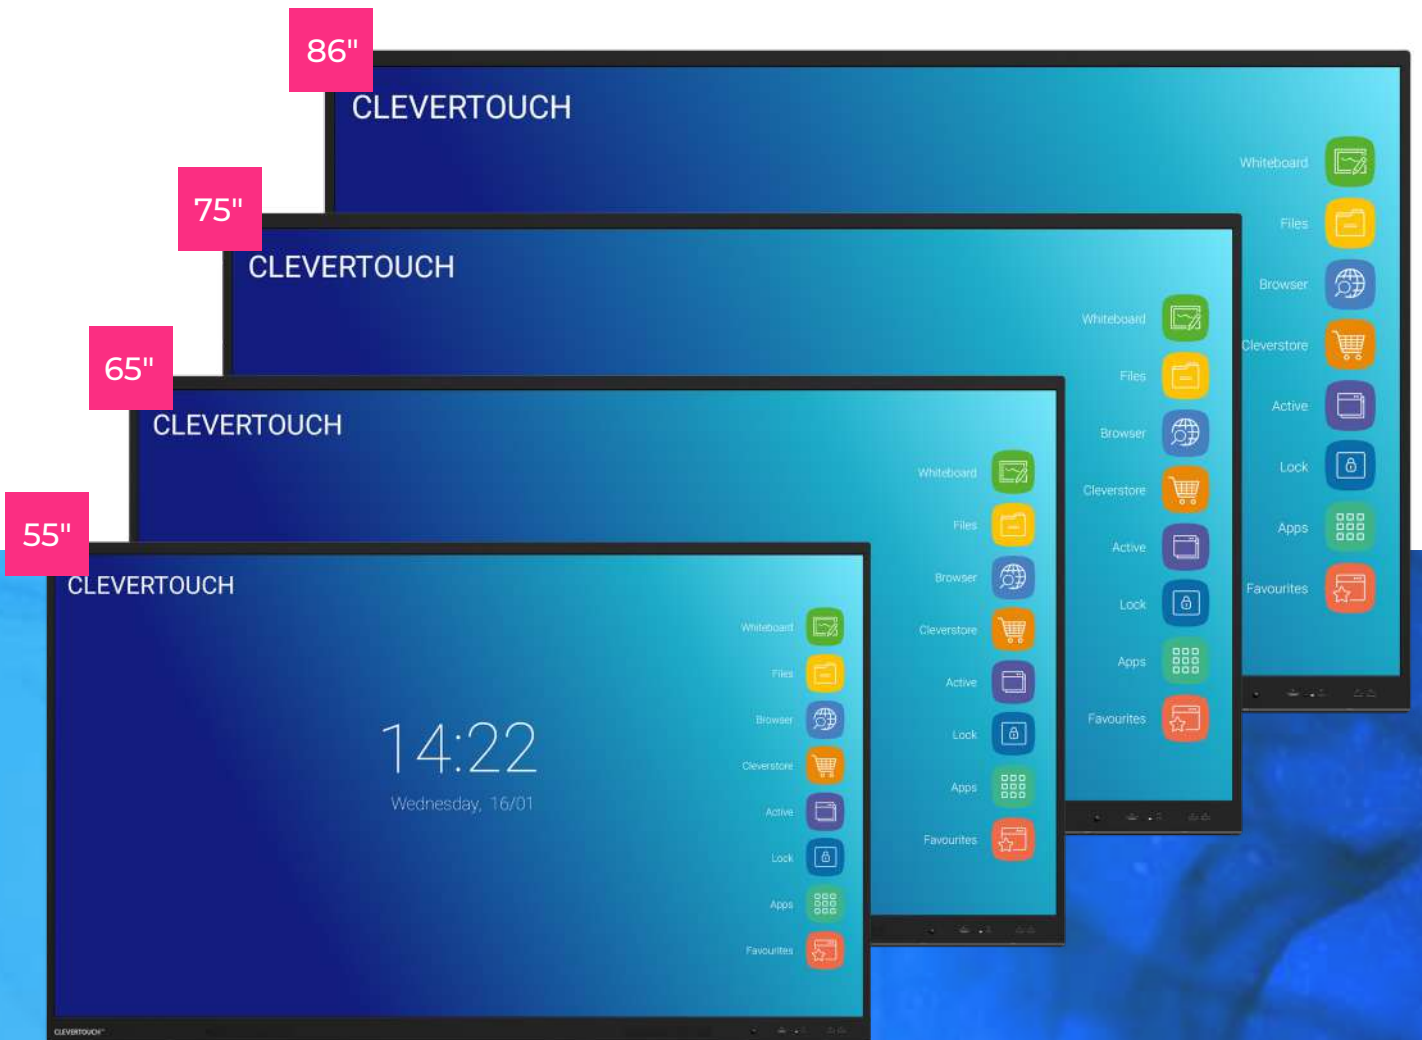 86"
CLEVERTOUCH
Whiteboard
Files
Browser
Cleverstore
Active
Lock
Apps
Favourites
75"
CLEVERTOUCH
Whiteboard
Files
Browser
Cleverstore
Active
Lock
Apps
Favourites
65"
CLEVERTOUCH
Whiteboard
Files
Browser
Cleverstore
Active
Lock
Apps
Favourites
55"
CLEVERTOUCH
Whiteboard
Files
Browser
Cleverstore
Active
Lock
Apps
Favourites
14:22
Wednesday, 16/01
CLEVERTOUCH™